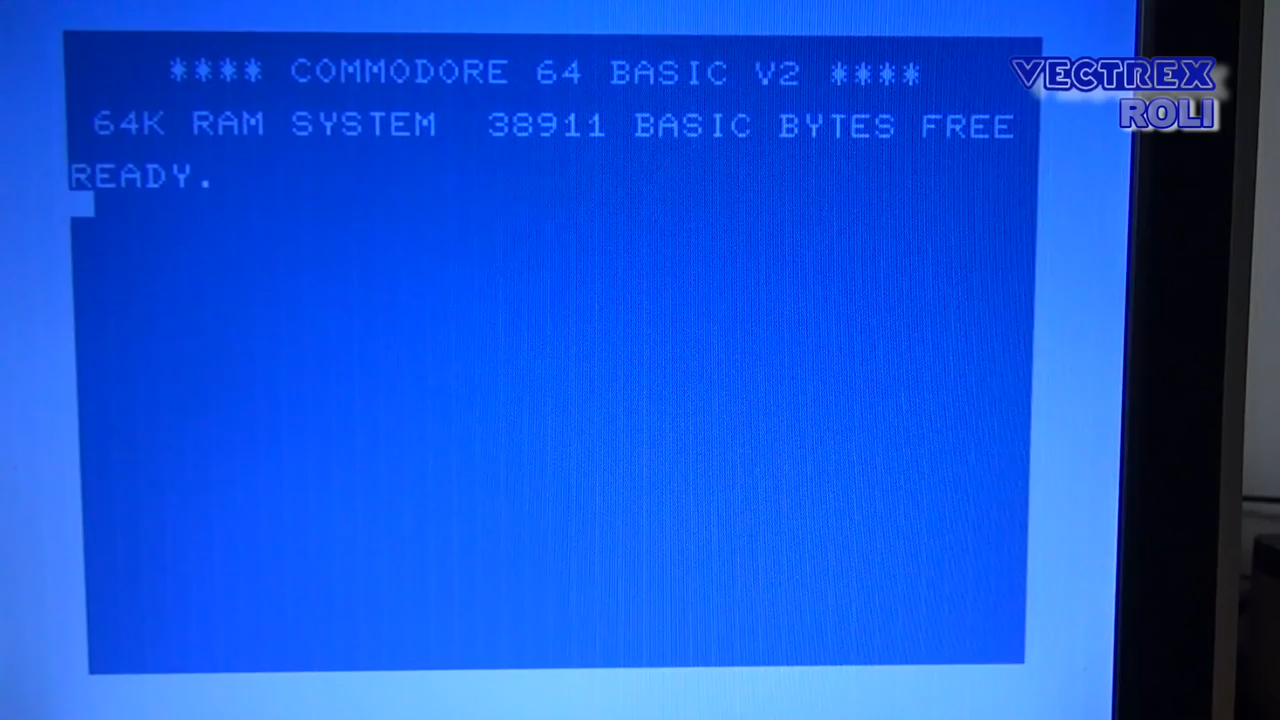 **** COMMODORE 64 BASIC V2 ****
64K RAM SYSTEM  38911 BASIC BYTES FREE
READY.
VECTREX
ROLI